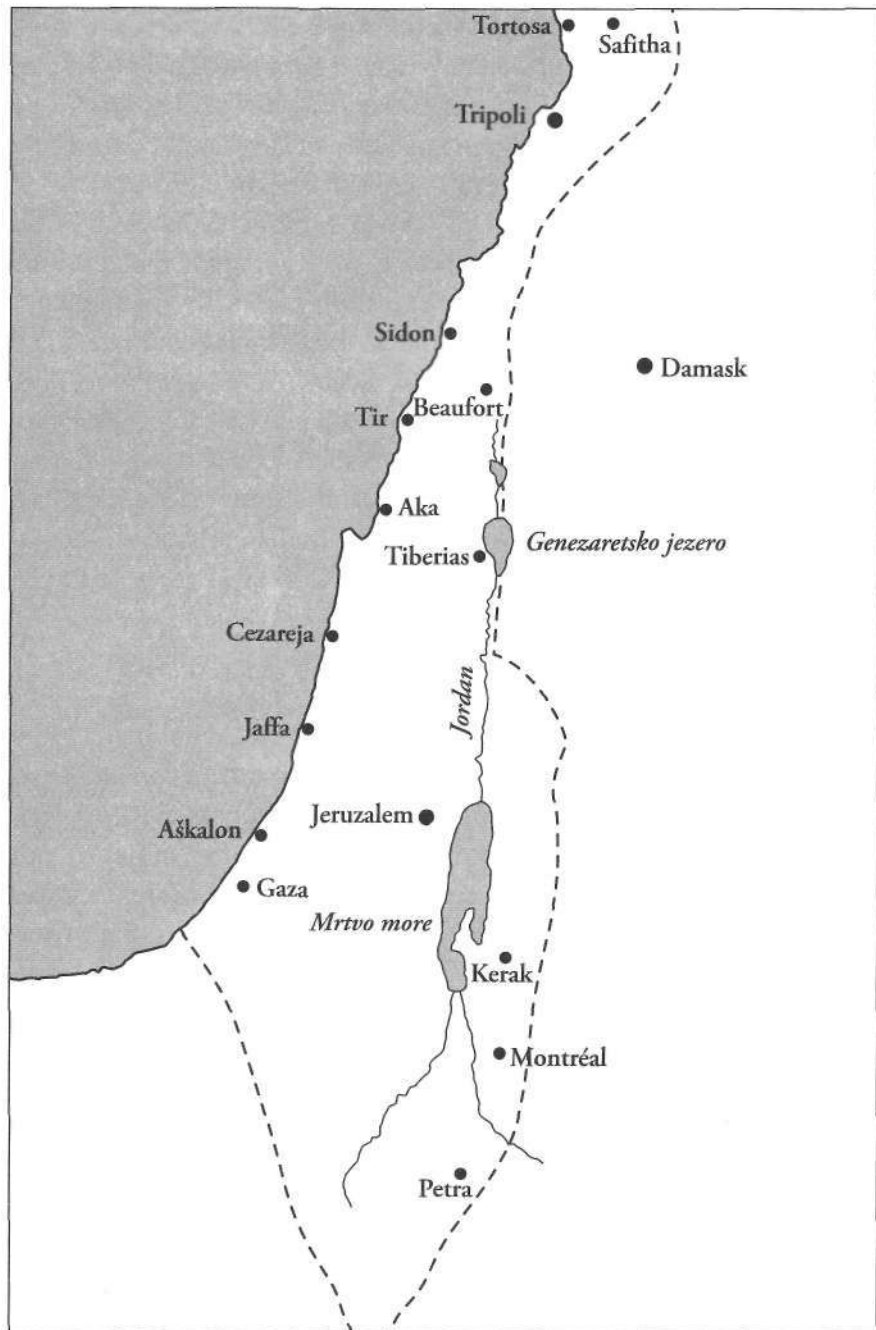 Tortosa
Safitha
Tripoli
Sidon
Damask
Beaufort
Tir
Aka
Genezaretsko jezero
Tiberias
Cezareja
Jordan
Jaffa
Jeruzalem
Aškalon
Gaza
Mrtvo more
Kerak
Montréal
Petra